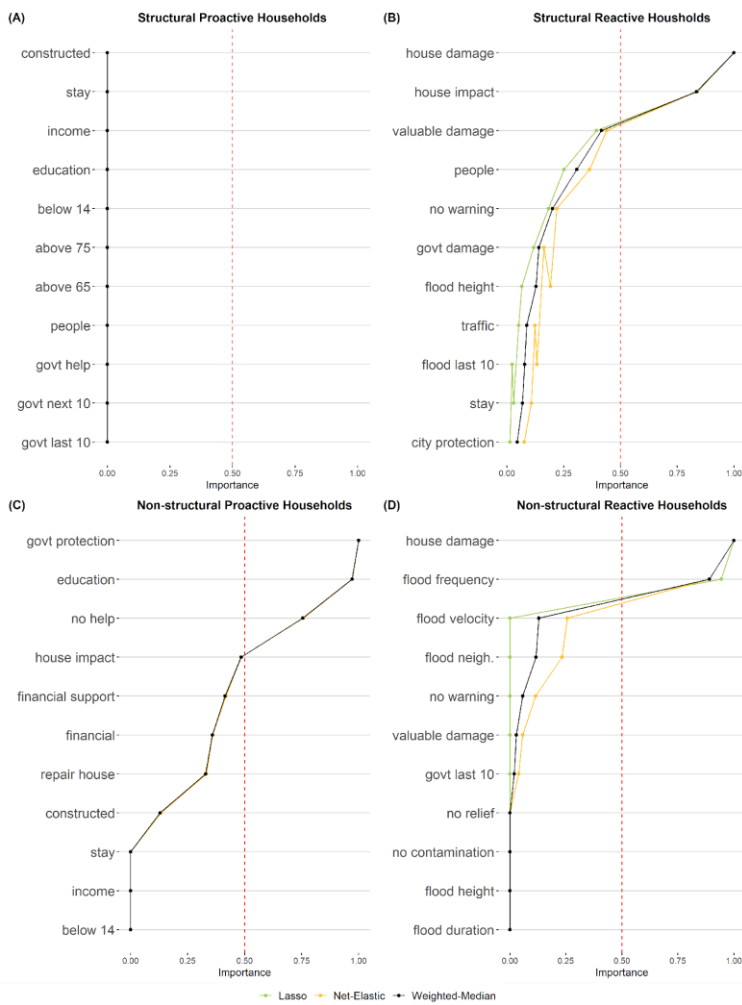 (A) Structural Proactive Households
constructed
stay
income
education
below 14
above 75
above 65
people
govt help
govt next 10
govt last 10
0.00 0.25 0.50 0.75 1.00
Importance
(B) Structural Reactive Housholds
house damage
house impact
valuable damage
people
no warning
govt damage
flood height
traffic
flood last 10
stay
city protection
0.00 0.25 0.50 0.75 1.00
Importance
(C) Non-structural Proactive Households
govt protection
education
no help
house impact
financial support
financial
repair house
constructed
stay
income
below 14
0.00 0.25 0.50 0.75 1.00
Importance
(D) Non-structural Reactive Households
house damage
flood frequency
flood velocity
flood neigh.
no warning
valuable damage
govt last 10
no relief
no contamination
flood height
flood duration
0.00 0.25 0.50 0.75 1.00
Importance
Lasso Net-Elastic Weighted-Median